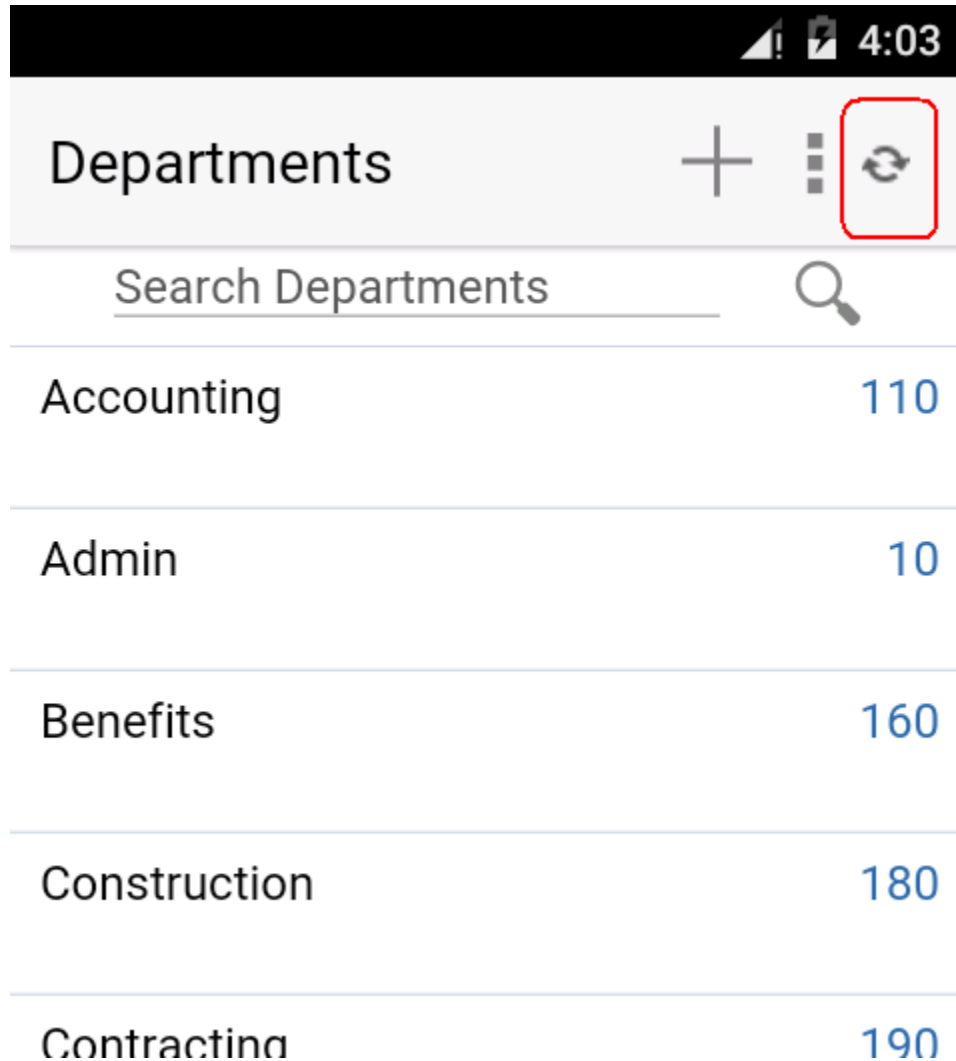 4:03
Departments
Search Departments
Accounting 110
Admin 10
Benefits 160
Construction 180
Contracting 190